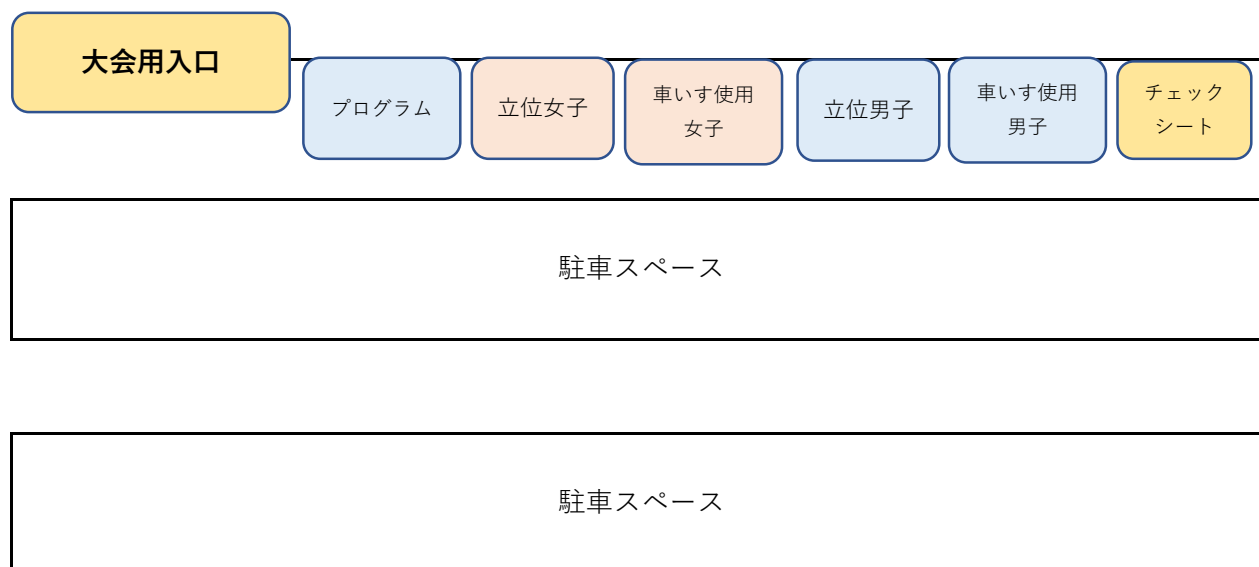 大会用入口
プログラム
立位女子
車いす使用
女子
立位男子
車いす使用
男子
チェック
シート
駐車スペース
駐車スペース